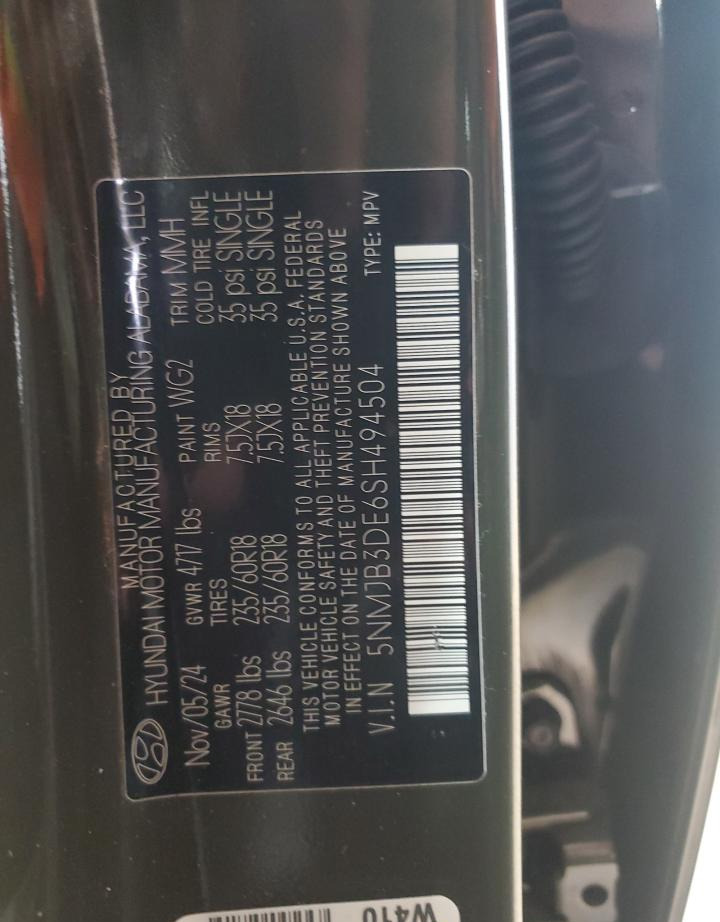 MANUFACTURED BY
HYUNDAI MOTOR MANUFACTURING ALABAMA, LLC
Nov/05/24 GVWR 4717 lbs PAINT WG2 TRIM MMH
GAWR TIRES RIMS COLD TIRE INFL
FRONT 2778 lbs 235/60R18 7.5JX18 35 psi SINGLE
REAR 2646 lbs 235/60R18 7.5JX18 35 psi SINGLE
THIS VEHICLE CONFORMS TO ALL APPLICABLE U.S.A. FEDERAL
MOTOR VEHICLE SAFETY AND THEFT PREVENTION STANDARDS
IN EFFECT ON THE DATE OF MANUFACTURE SHOWN ABOVE
V.I.N 5NMJB3DE6SH494504 TYPE: MPV
W410